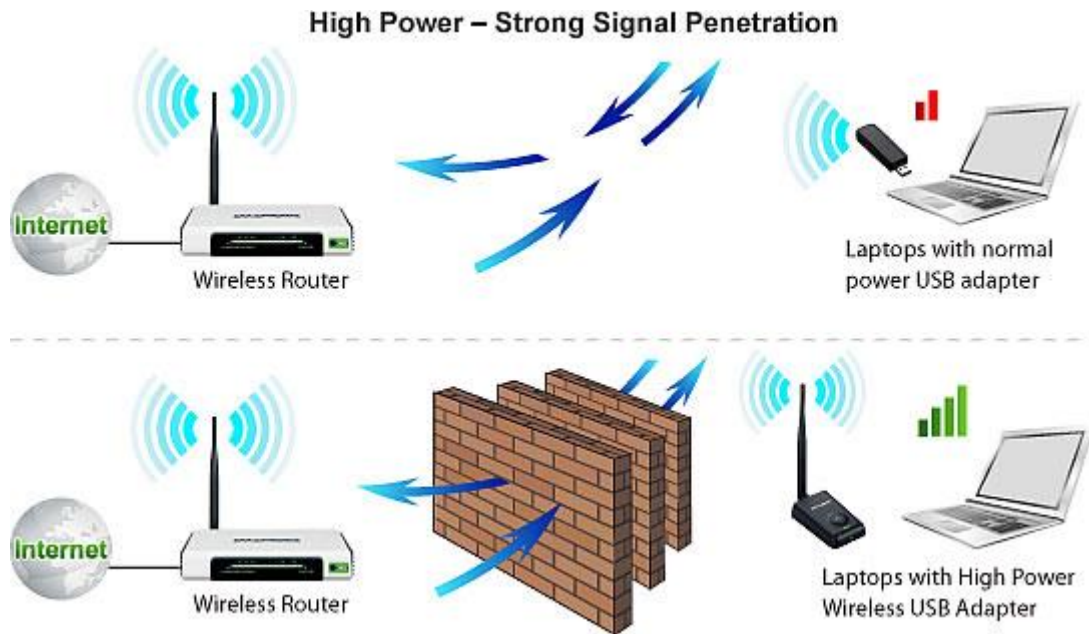 High Power – Strong Signal Penetration
Internet
Wireless Router
Laptops with normal
power USB adapter
Internet
Wireless Router
Laptops with High Power
Wireless USB Adapter